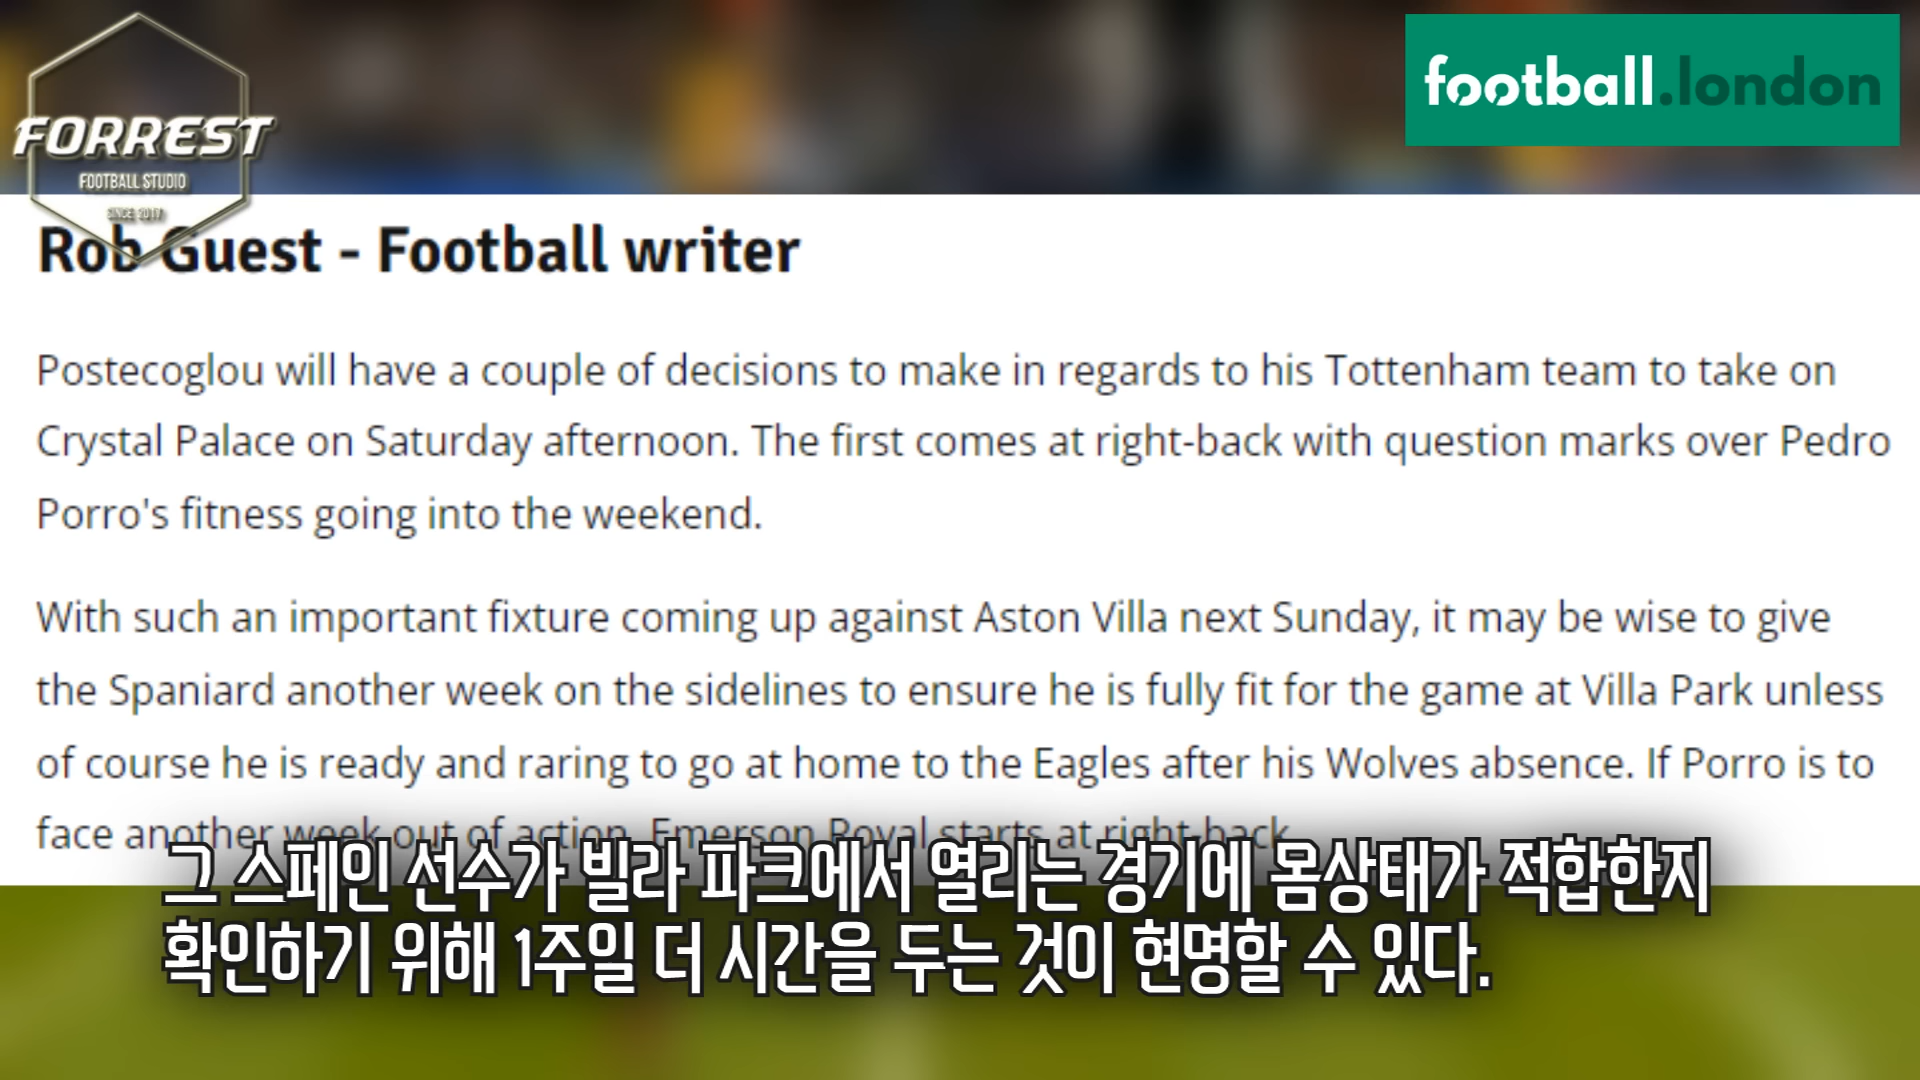 FORREST
FOOTBALL STUDIO
SINCE 2017
football.london
Rob Guest - Football writer
Postecoglou will have a couple of decisions to make in regards to his Tottenham team to take on
Crystal Palace on Saturday afternoon. The first comes at right-back with question marks over Pedro
Porro's fitness going into the weekend.
With such an important fixture coming up against Aston Villa next Sunday, it may be wise to give
the Spaniard another week on the sidelines to ensure he is fully fit for the game at Villa Park unless
of course he is ready and raring to go at home to the Eagles after his Wolves absence. If Porro is to
face another week out of action, Emerson Royal starts at right-back.
그 스페인 선수가 빌라 파크에서 열리는 경기에 몸상태가 적합한지
확인하기 위해 1주일 더 시간을 두는 것이 현명할 수 있다.